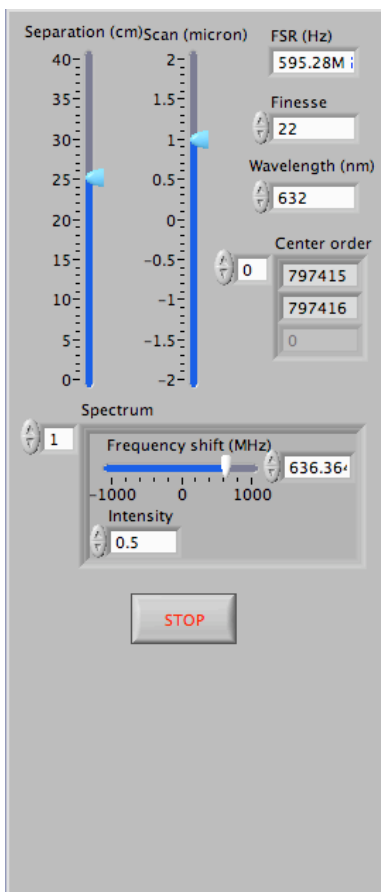 Separation (cm)
40
35
30
25
20
15
10
5
0
Scan (micron)
2
1.5
1
0.5
0
-0.5
-1
-1.5
-2
FSR (Hz)
595.28M
Finesse
22
Wavelength (nm)
632
Center order
0
797415
797416
0
Spectrum
1
Frequency shift (MHz)
636.364
-1000 0 1000
Intensity
0.5
STOP